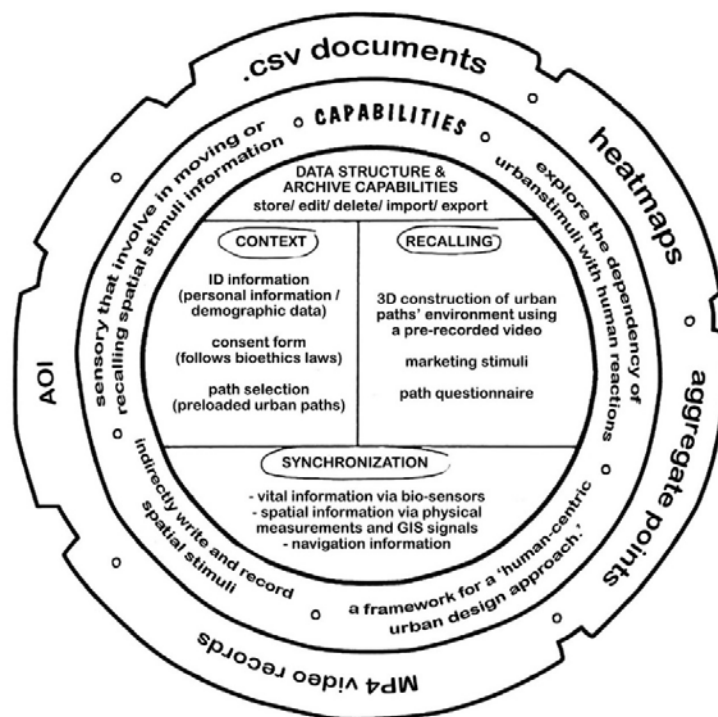 .csv documents
heatmaps
aggregate points
MP4 video records
AOI
CAPABILITIES
explore the dependency of
urbanstimuli with human reactions
a framework for a 'human-centric
urban design approach.'
indirectly write and record
spatial stimuli
sensory that involve in moving or
recalling spatial stimuli information
DATA STRUCTURE &
ARCHIVE CAPABILITIES
store/ edit/ delete/ import/ export
CONTEXT
ID information
(personal information /
demographic data)
consent form
(follows bioethics laws)
path selection
(preloaded urban paths)
RECALLING
3D construction of urban
paths' environment using
a pre-recorded video
marketing stimuli
path questionnaire
SYNCHRONIZATION
- vital information via bio-sensors
- spatial information via physical
measurements and GIS signals
- navigation information